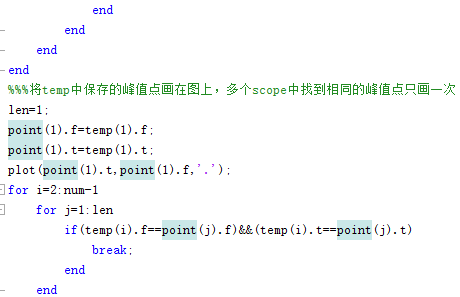 end
end
end
end
%%%将temp中保存的峰值点画在图上，多个scope中找到相同的峰值点只画一次
len=1;
point(1).f=temp(1).f;
point(1).t=temp(1).t;
plot(point(1).t,point(1).f,'.');
for i=2:num-1
for j=1:len
if(temp(i).f==point(j).f)&&(temp(i).t==point(j).t)
break;
end
end